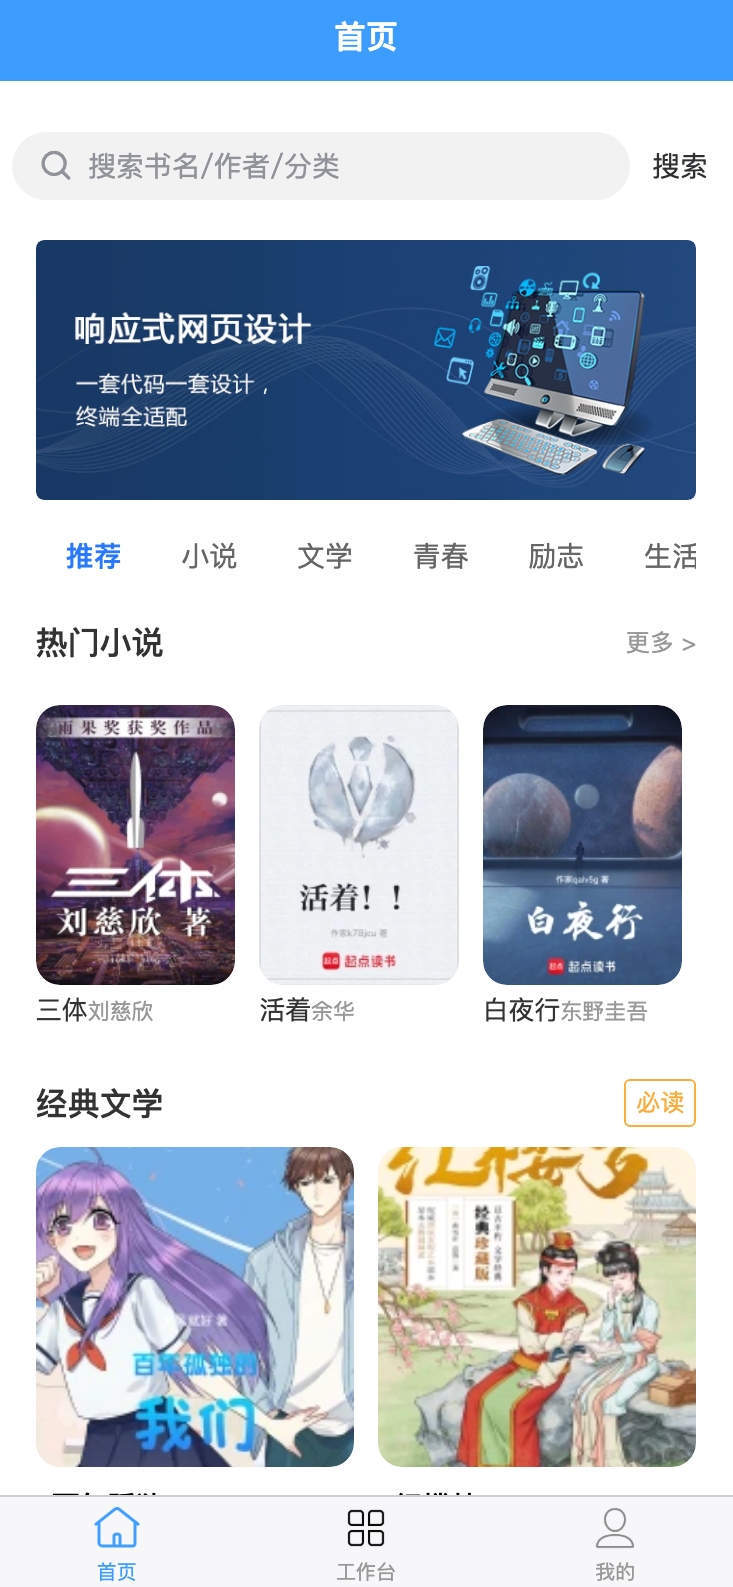 首页
搜索书名/作者/分类
搜索
响应式网页设计
一套代码一套设计，
终端全适配
推荐 小说 文学 青春 励志 生活
热门小说 更多 >
雨果奖获奖作品
三体
刘慈欣 著
活着！！
作家k78jcu 著
起点读书
作家qalv5g 著
白夜行
起点 起点读书
三体刘慈欣
活着余华
白夜行东野圭吾
经典文学 必读
百年孤独的
我们
红楼梦
经典珍藏版
首页 工作台 我的